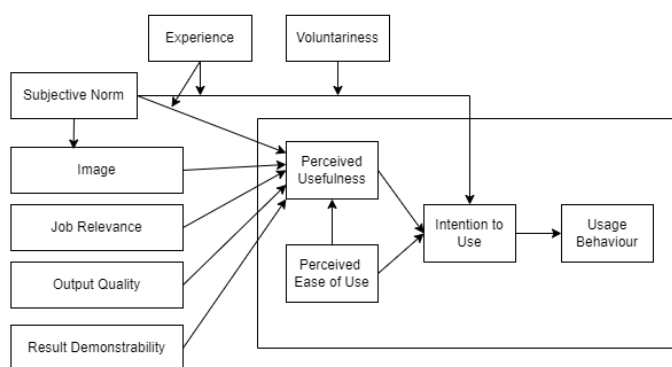 Experience
Voluntariness
Subjective Norm
Image
Perceived
Usefulness
Job Relevance
Intention to
Use
Usage
Behaviour
Output Quality
Perceived
Ease of Use
Result Demonstrability